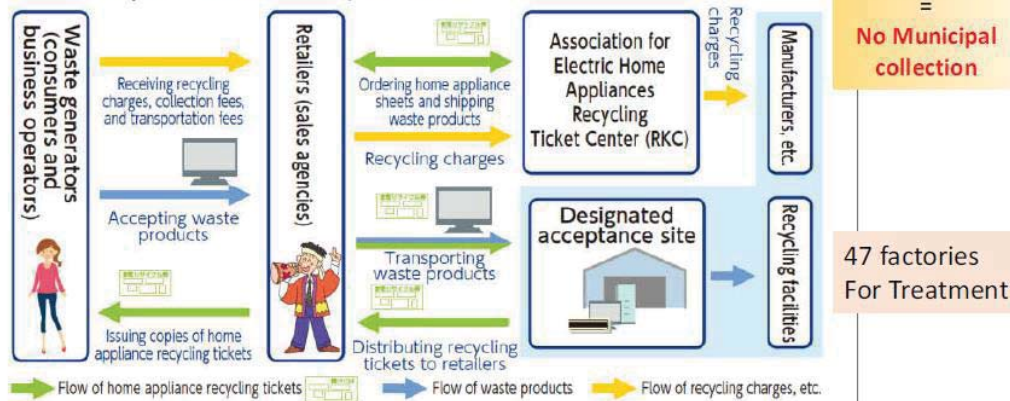 Waste generators
(consumers and
business operators)
Receiving recycling
charges, collection fees,
and transportation fees
Accepting waste
products
Issuing copies of home
appliance recycling tickets
Retailers (sales agencies)
Ordering home appliance
sheets and shipping
waste products
Recycling charges
Transporting
waste products
Distributing recycling
tickets to retailers
Association for
Electric Home
Appliances
Recycling
Ticket Center (RKC)
Recycling
charges
Manufacturers, etc.
Designated
acceptance site
Recycling facilities
=
No Municipal
collection
47 factories
For Treatment
Flow of home appliance recycling tickets
Flow of waste products
Flow of recycling charges, etc.